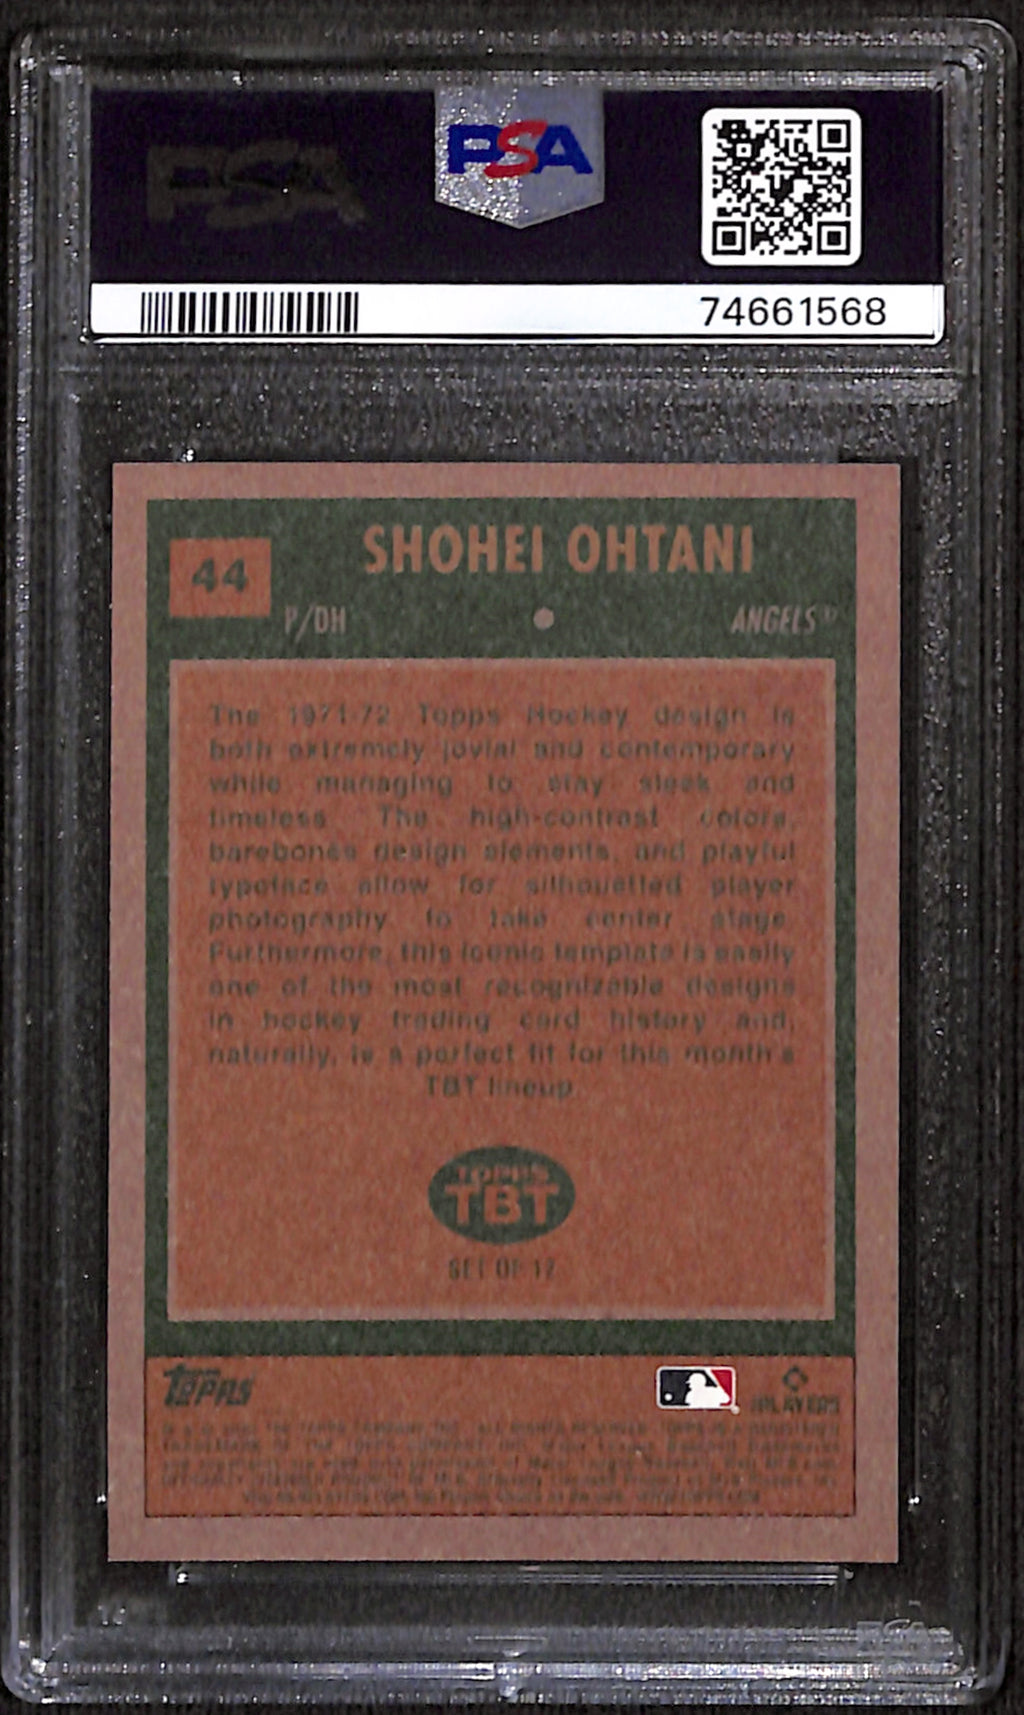 PSA
PSA
74661568
SHOHEI OHTANI
44
P/DH
ANGELS
The 1971-72 Topps Hockey design is
both extremely jovial and contemporary
while managing to stay sleek and
timeless. The high-contrast colors,
barebones design elements, and playful
typeface allow for silhouetted player
photography to take center stage.
Furthermore, this iconic template is easily
one of the most recognizable designs
in hockey trading card history and,
naturally, is a perfect fit for this month's
TBT lineup.
TOPPS
TBT
SET OF 12
TOPPS
PLAYERS